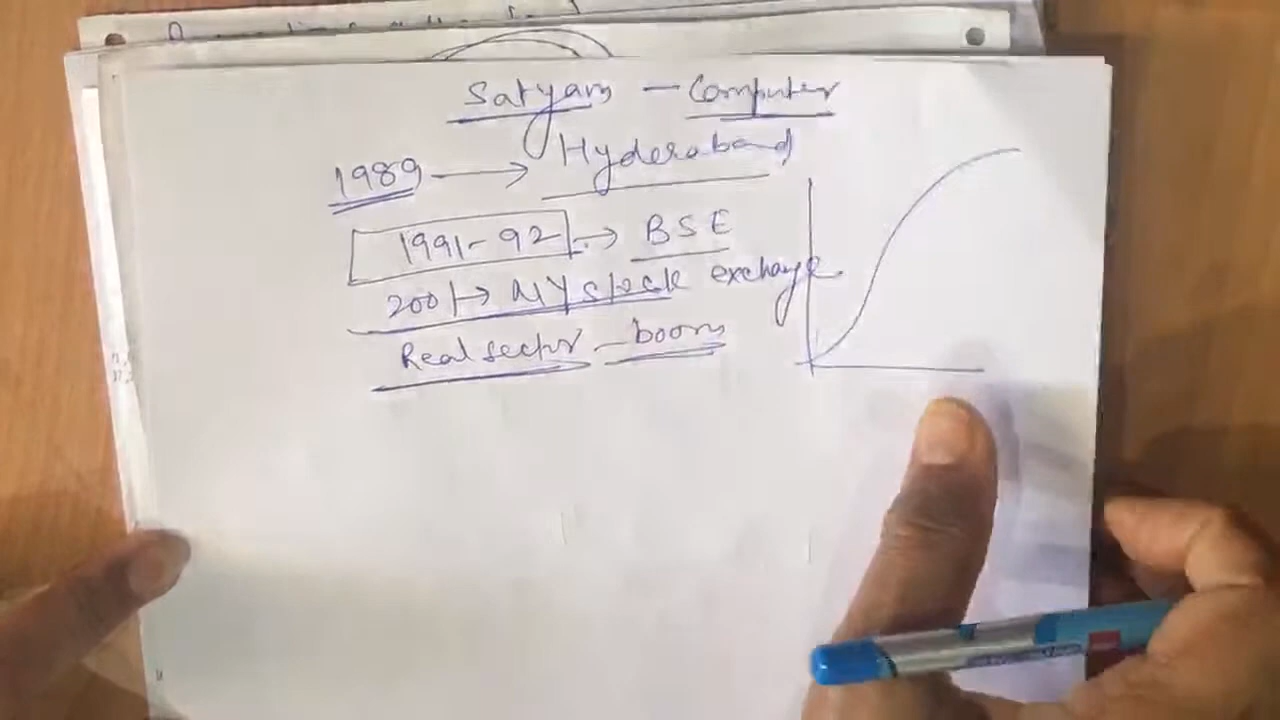 Satyam - Computer
1989 → Hyderabad
1991-92 → BSE
2001 → NY stock exchange
Real sector - boom